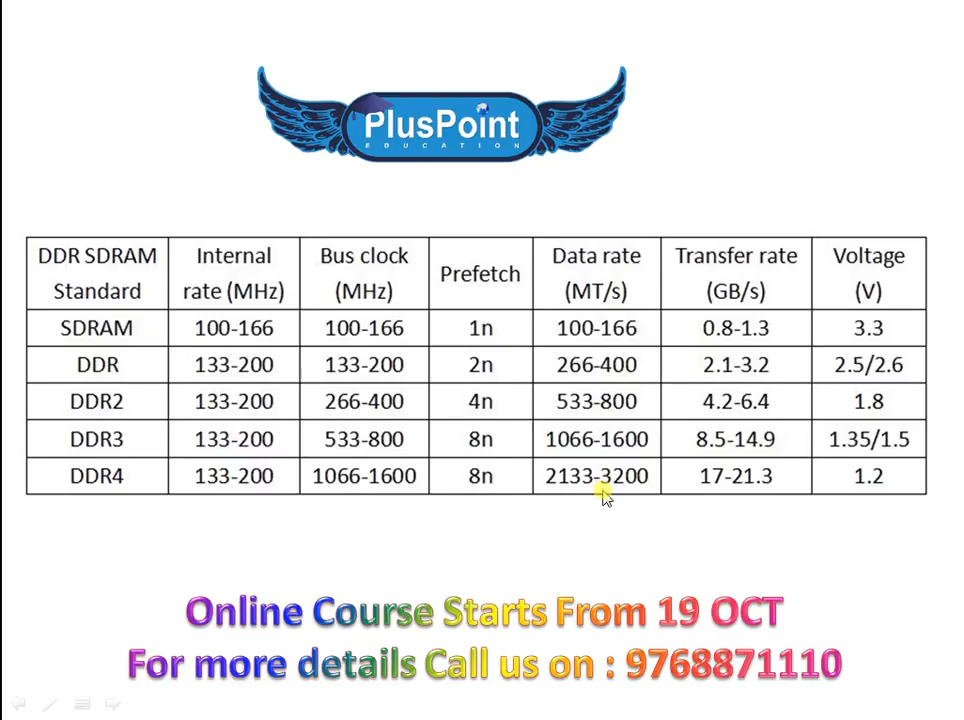 PlusPoint
EDUCATION
DDR SDRAM Standard Internal rate (MHz) Bus clock (MHz) Prefetch Data rate (MT/s) Transfer rate (GB/s) Voltage (V)
SDRAM 100-166 100-166 1n 100-166 0.8-1.3 3.3
DDR 133-200 133-200 2n 266-400 2.1-3.2 2.5/2.6
DDR2 133-200 266-400 4n 533-800 4.2-6.4 1.8
DDR3 133-200 533-800 8n 1066-1600 8.5-14.9 1.35/1.5
DDR4 133-200 1066-1600 8n 2133-3200 17-21.3 1.2
Online Course Starts From 19 OCT
For more details Call us on : 9768871110